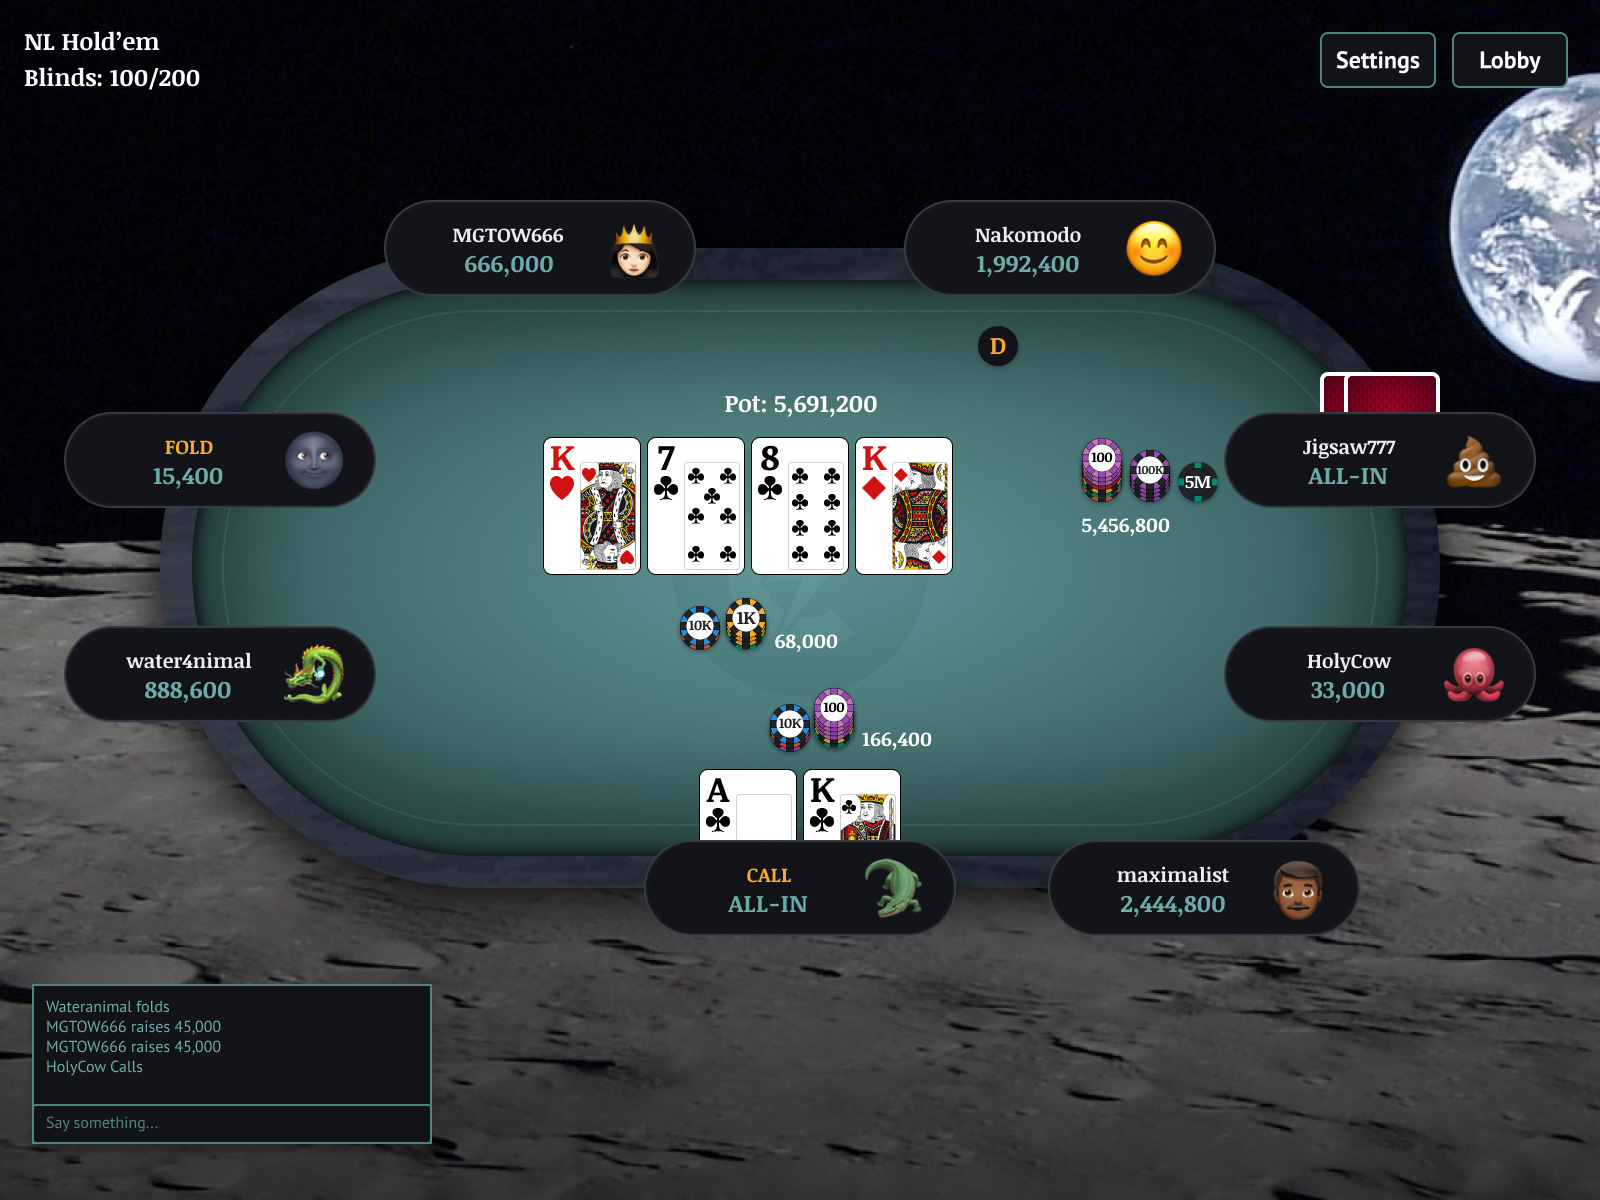 NL Hold’em
Blinds: 100/200
Settings
Lobby
MGTOW666
666,000
Nakomodo
1,992,400
D
Pot: 5,691,200
FOLD
15,400
K
7
8
K
100
100K
5M
5,456,800
Jigsaw777
ALL-IN
10K
1K
68,000
water4nimal
888,600
HolyCow
33,000
10K
100
166,400
A
K
CALL
ALL-IN
maximalist
2,444,800
Wateranimal folds
MGTOW666 raises 45,000
MGTOW666 raises 45,000
HolyCow Calls
Say something...